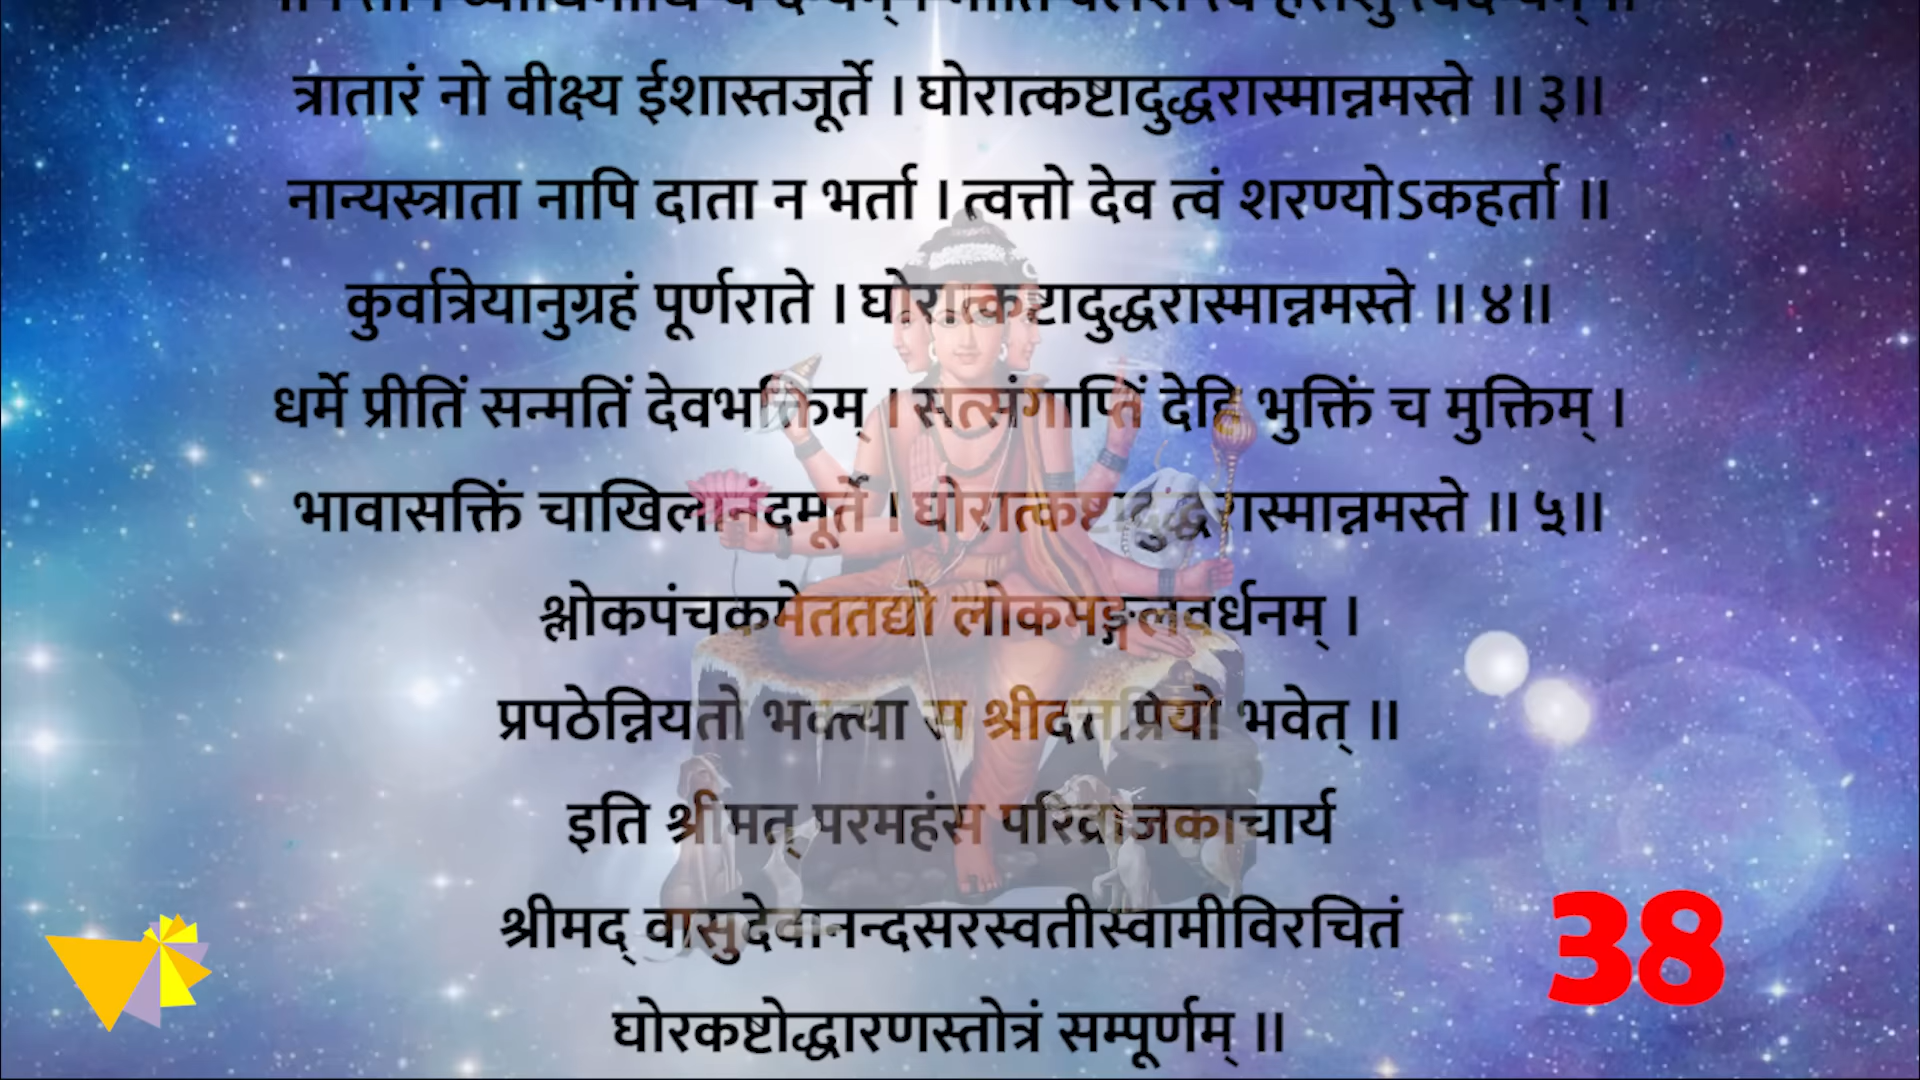 त्रातारं नो वीक्ष्य ईशास्तजूर्ते । घोरात्कष्टादुद्धरास्मान्नमस्ते ॥ ३॥
नान्यस्त्राता नापि दाता न भर्ता । त्वत्तो देव त्वं शरण्योऽकहर्ता ॥
कुर्वात्रेयानुग्रहं पूर्णराते । घोरात्कष्टादुद्धरास्मान्नमस्ते ॥ ४॥
धर्मे प्रीतिं सन्मतिं देवभक्तिम् । सत्संगाप्तिं देहि भुक्तिं च मुक्तिम् ।
भावासक्तिं चाखिलानंदमूर्ते । घोरात्कष्टादुद्धरास्मान्नमस्ते ॥ ५॥
श्लोकपंचकमेततद्यो लोकमङ्गलवर्धनम् ।
प्रपठेन्नियतो भक्त्या स श्रीदत्तप्रियो भवेत् ॥
इति श्रीमत् परमहंस परिव्राजकाचार्य
श्रीमद् वासुदेवानन्दसरस्वतीस्वामीविरचितं
घोरकष्टोद्धारणस्तोत्रं सम्पूर्णम् ॥
38